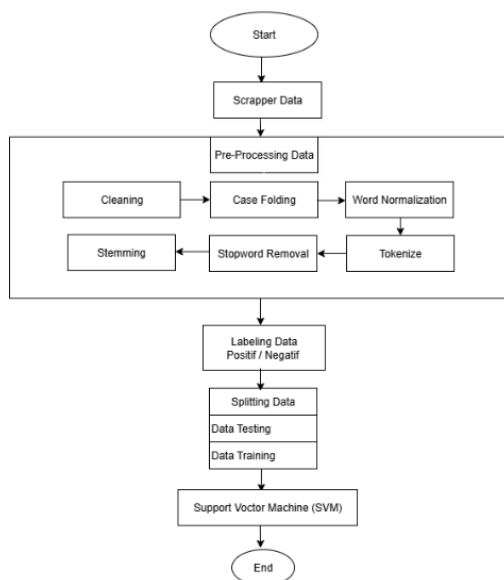 Start
Scrapper Data
Pre-Processing Data
Cleaning
Case Folding
Word Normalization
Tokenize
Stopword Removal
Stemming
Labeling Data
Positif / Negatif
Splitting Data
Data Testing
Data Training
Support Voctor Machine (SVM)
End